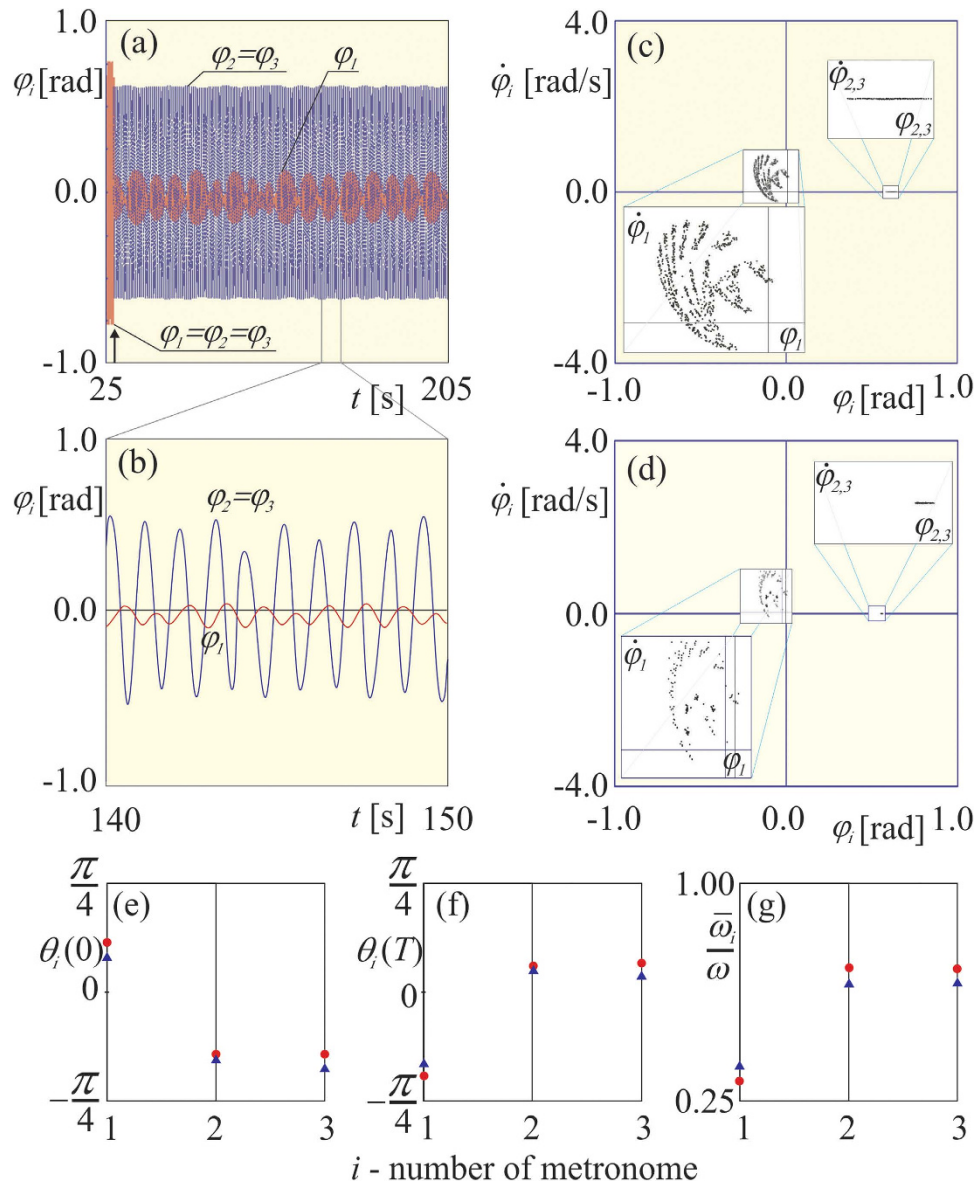 (a)
1.0
φi [rad]
φ2=φ3
φ1
0.0
φ1=φ2=φ3
-1.0
25
t [s]
205
(b)
1.0
φi [rad]
φ2=φ3
0.0
φ1
-1.0
140
t [s]
150
(c)
4.0
φ̇i [rad/s]
φ̇2,3
φ2,3
0.0
φ̇1
φ1
-4.0
-1.0
0.0
1.0
φi [rad]
(d)
4.0
φ̇i [rad/s]
φ̇2,3
φ2,3
0.0
φ̇1
φ1
-4.0
-1.0
0.0
1.0
φi [rad]
(e)
π/4
θi(0)
0
-π/4
1
2
3
(f)
π/4
θi(T)
0
-π/4
1
2
3
(g)
1.00
ω̄i/ω
0.25
1
2
3
i - number of metronome